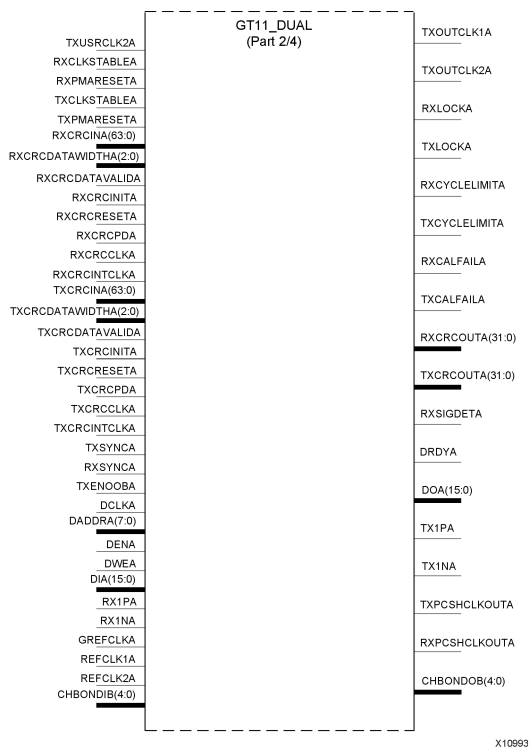 GT11_DUAL
(Part 2/4)
TXUSRCLK2A
RXCLKSTABLEA
RXPMARESETA
TXCLKSTABLEA
TXPMARESETA
RXCRCINA(63:0)
RXCRCDATAWIDTHA(2:0)
RXCRCDATAVALIDA
RXCRCINITA
RXCRCRESETA
RXCRCPDA
RXCRCCLKA
RXCRCINTCLKA
TXCRCINA(63:0)
TXCRCDATAWIDTHA(2:0)
TXCRCDATAVALIDA
TXCRCINITA
TXCRCRESETA
TXCRCPDA
TXCRCCLKA
TXCRCINTCLKA
TXSYNCA
RXSYNCA
TXENOOBA
DCLKA
DADDRA(7:0)
DENA
DWEA
DIA(15:0)
RX1PA
RX1NA
GREFCLKA
REFCLK1A
REFCLK2A
CHBONDIB(4:0)
TXOUTCLK1A
TXOUTCLK2A
RXLOCKA
TXLOCKA
RXCYCLELIMITA
TXCYCLELIMITA
RXCALFAILA
TXCALFAILA
RXCRCOUTA(31:0)
TXCRCOUTA(31:0)
RXSIGDETA
DRDYA
DOA(15:0)
TX1PA
TX1NA
TXPCSHCLKOUTA
RXPCSHCLKOUTA
CHBONDOB(4:0)
X10993